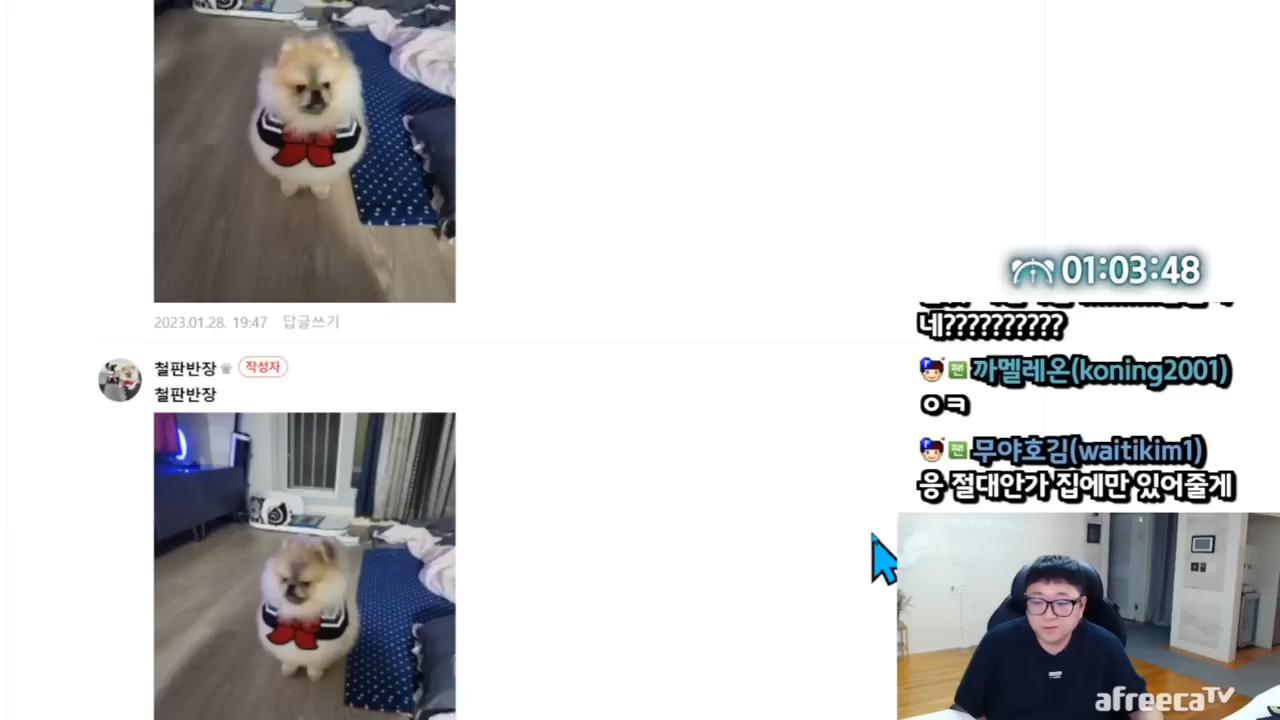 2023.01.28. 19:47 답글쓰기
철판반장 작성자
철판반장
01:03:48
네??????????
팬 까멜레온(koning2001)
ㅇㅋ
팬 무야호김(waitikim1)
응 절대안가 집에만 있어줄게
afreecaTV